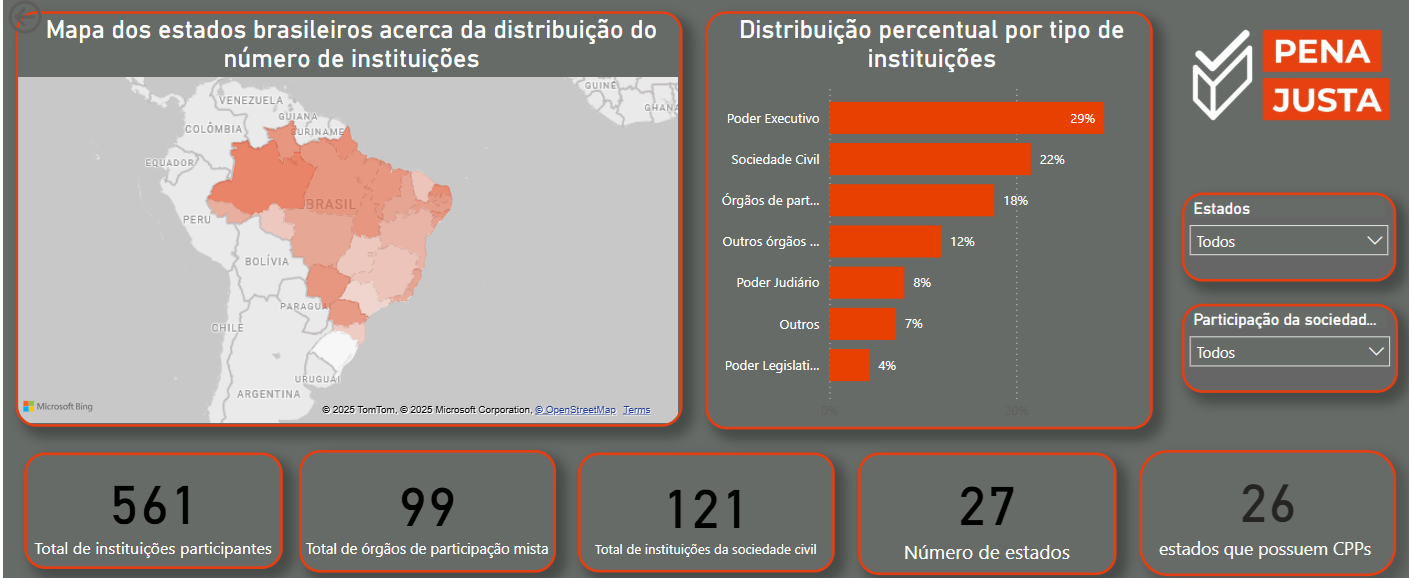 Mapa dos estados brasileiros acerca da distribuição do
número de instituições
VENEZUELA
GUIANA
SURINAME
COLÔMBIA
EQUADOR
BRASIL
PERU
BOLÍVIA
PARAGUAI
CHILE
URUGUAI
ARGENTINA
GUINÉ
GHANA
Microsoft Bing
© 2025 TomTom, © 2025 Microsoft Corporation, © OpenStreetMap Terms
Distribuição percentual por tipo de
instituições
Poder Executivo 29%
Sociedade Civil 22%
Órgãos de part... 18%
Outros órgãos ... 12%
Poder Judiário 8%
Outros 7%
Poder Legislati... 4%
0% 20%
PENA
JUSTA
Estados
Todos
Participação da sociedad...
Todos
561
Total de instituições participantes
99
Total de órgãos de participação mista
121
Total de instituições da sociedade civil
27
Número de estados
26
estados que possuem CPPs